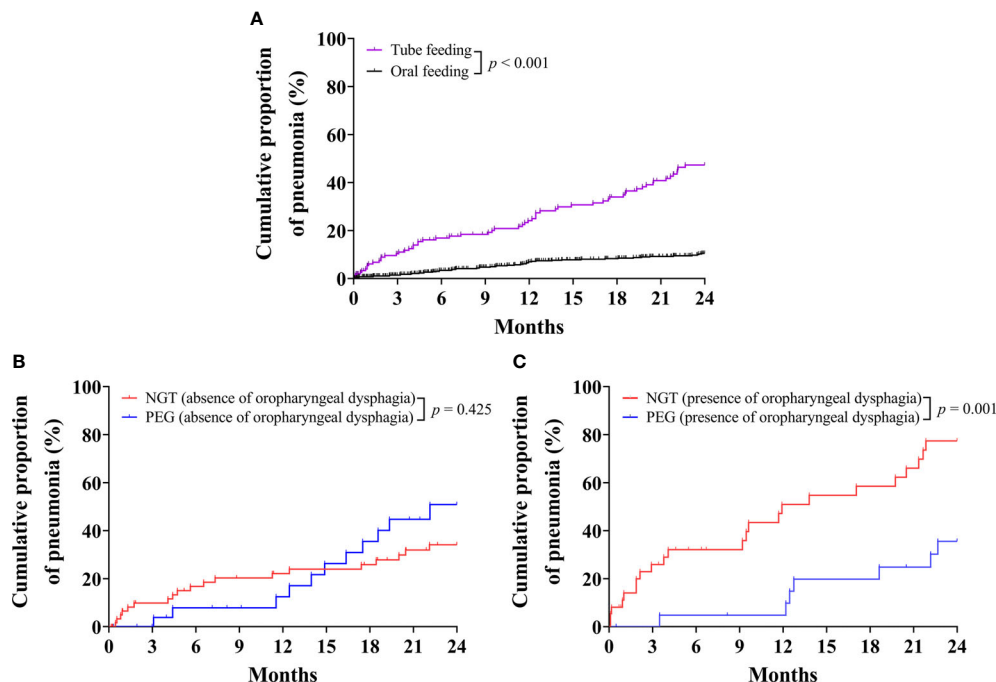 A
Cumulative proportion
of pneumonia (%)
100
80
60
40
20
0
Tube feeding
Oral feeding
p < 0.001
0 3 6 9 12 15 18 21 24
Months
B
Cumulative proportion
of pneumonia (%)
100
80
60
40
20
0
NGT (absence of oropharyngeal dysphagia)
PEG (absence of oropharyngeal dysphagia)
p = 0.425
0 3 6 9 12 15 18 21 24
Months
C
Cumulative proportion
of pneumonia (%)
100
80
60
40
20
0
NGT (presence of oropharyngeal dysphagia)
PEG (presence of oropharyngeal dysphagia)
p = 0.001
0 3 6 9 12 15 18 21 24
Months